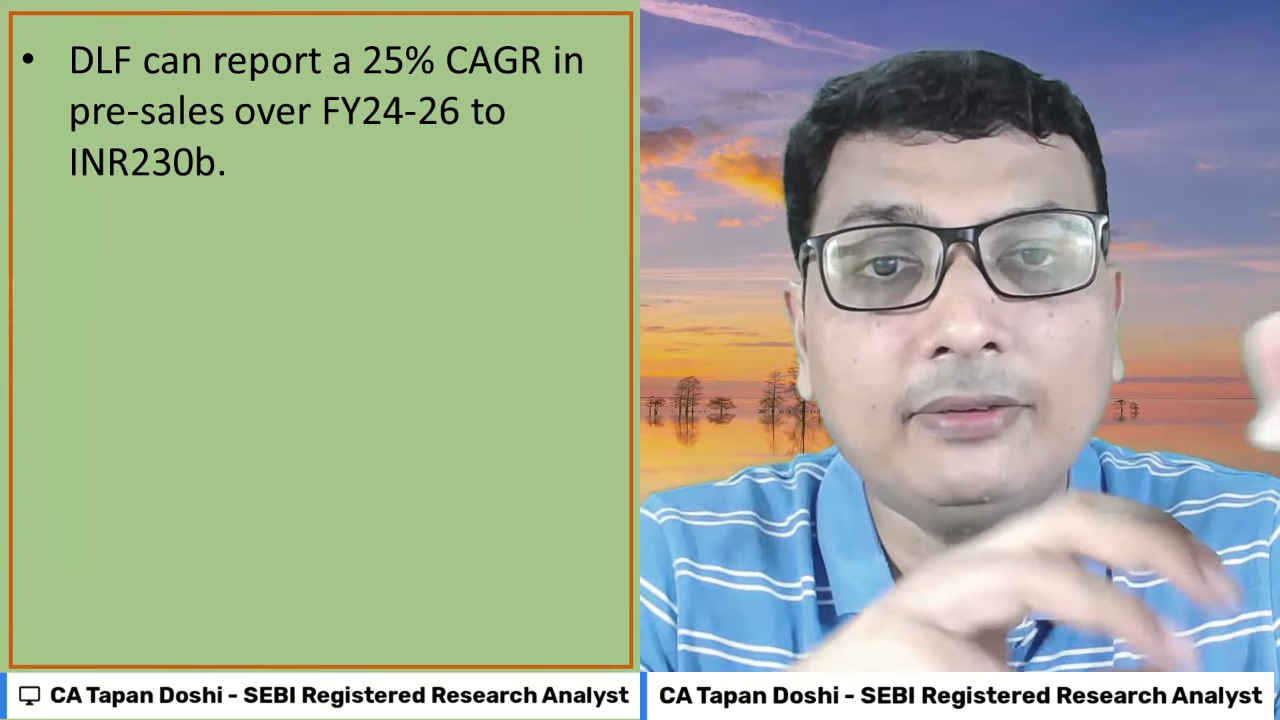 • DLF can report a 25% CAGR in
pre-sales over FY24-26 to
INR230b.
CA Tapan Doshi - SEBI Registered Research Analyst
CA Tapan Doshi - SEBI Registered Research Analyst